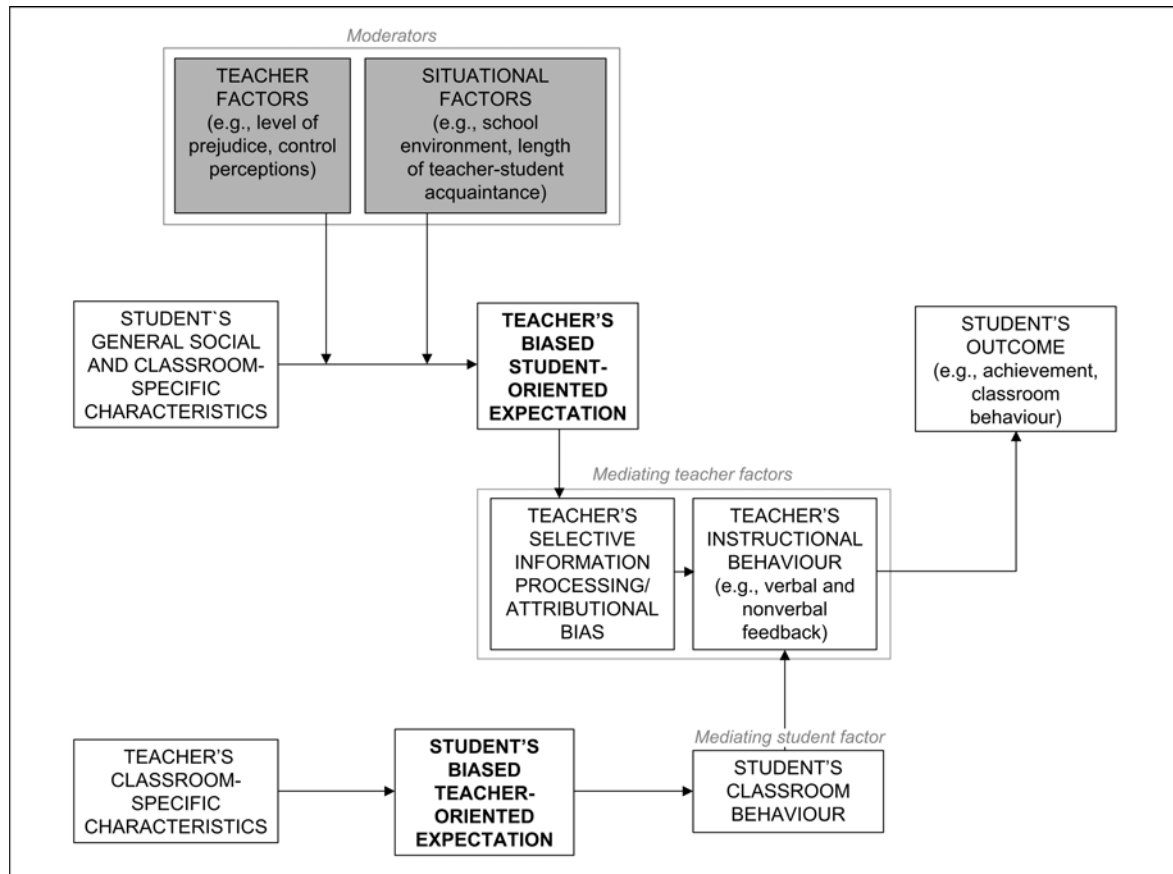 Moderators
TEACHER
FACTORS
(e.g., level of
prejudice, control
perceptions)
SITUATIONAL
FACTORS
(e.g., school
environment, length
of teacher-student
acquaintance)
STUDENT`S
GENERAL SOCIAL
AND CLASSROOM-
SPECIFIC
CHARACTERISTICS
TEACHER’S
BIASED
STUDENT-
ORIENTED
EXPECTATION
STUDENT’S
OUTCOME
(e.g., achievement,
classroom
behaviour)
Mediating teacher factors
TEACHER’S
SELECTIVE
INFORMATION
PROCESSING/
ATTRIBUTIONAL
BIAS
TEACHER’S
INSTRUCTIONAL
BEHAVIOUR
(e.g., verbal and
nonverbal
feedback)
TEACHER’S
CLASSROOM-
SPECIFIC
CHARACTERISTICS
STUDENT’S
BIASED
TEACHER-
ORIENTED
EXPECTATION
Mediating student factor
STUDENT’S
CLASSROOM
BEHAVIOUR